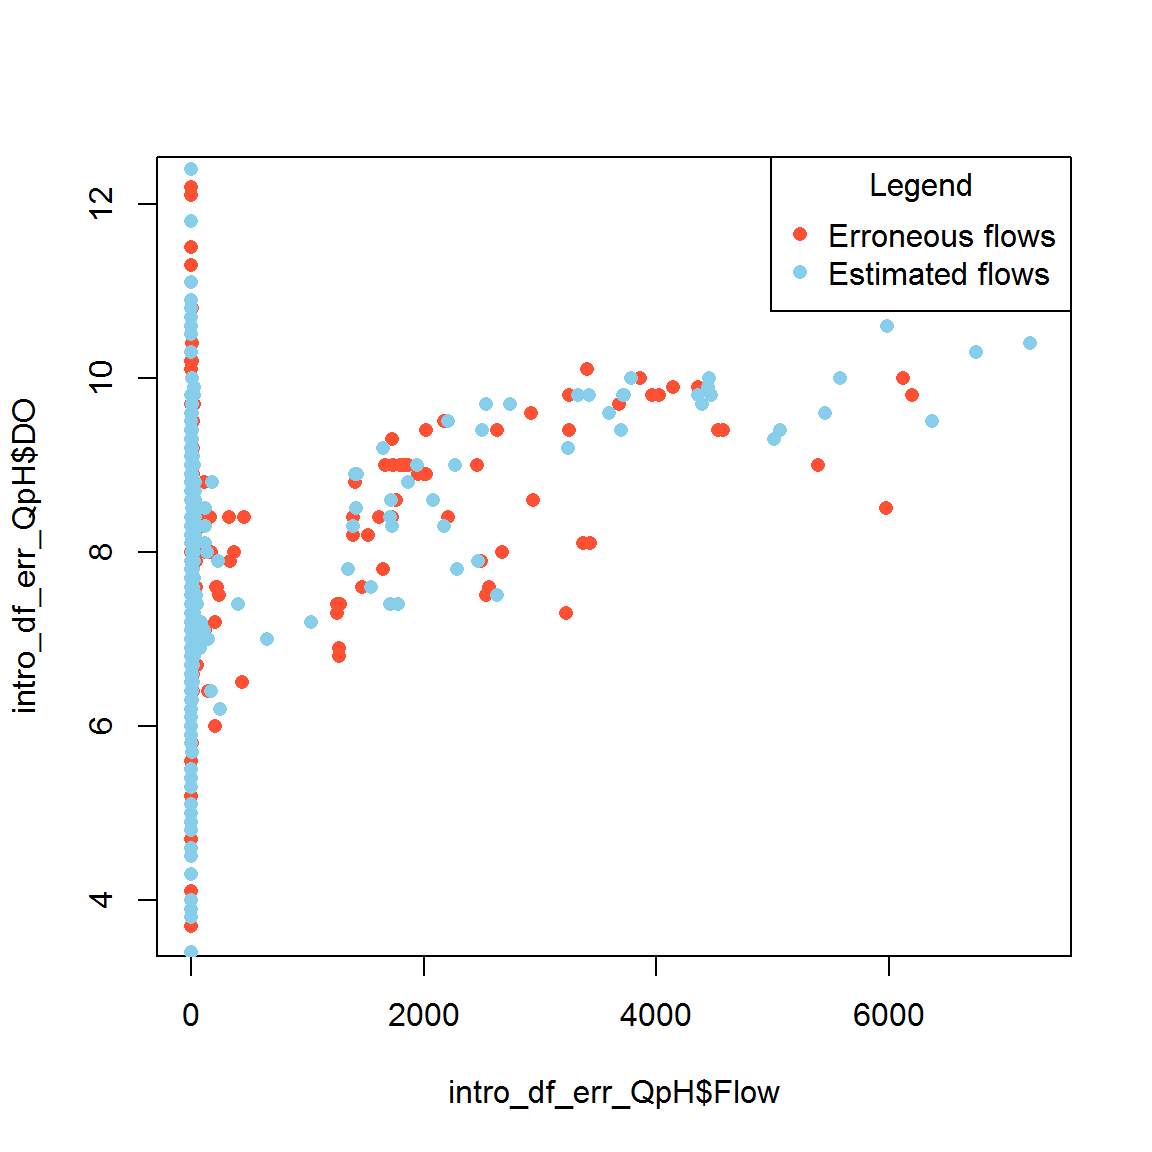 Legend
Erroneous flows
Estimated flows
intro_df_err_QpH$DO
12
10
8
6
4
0 2000 4000 6000
intro_df_err_QpH$Flow